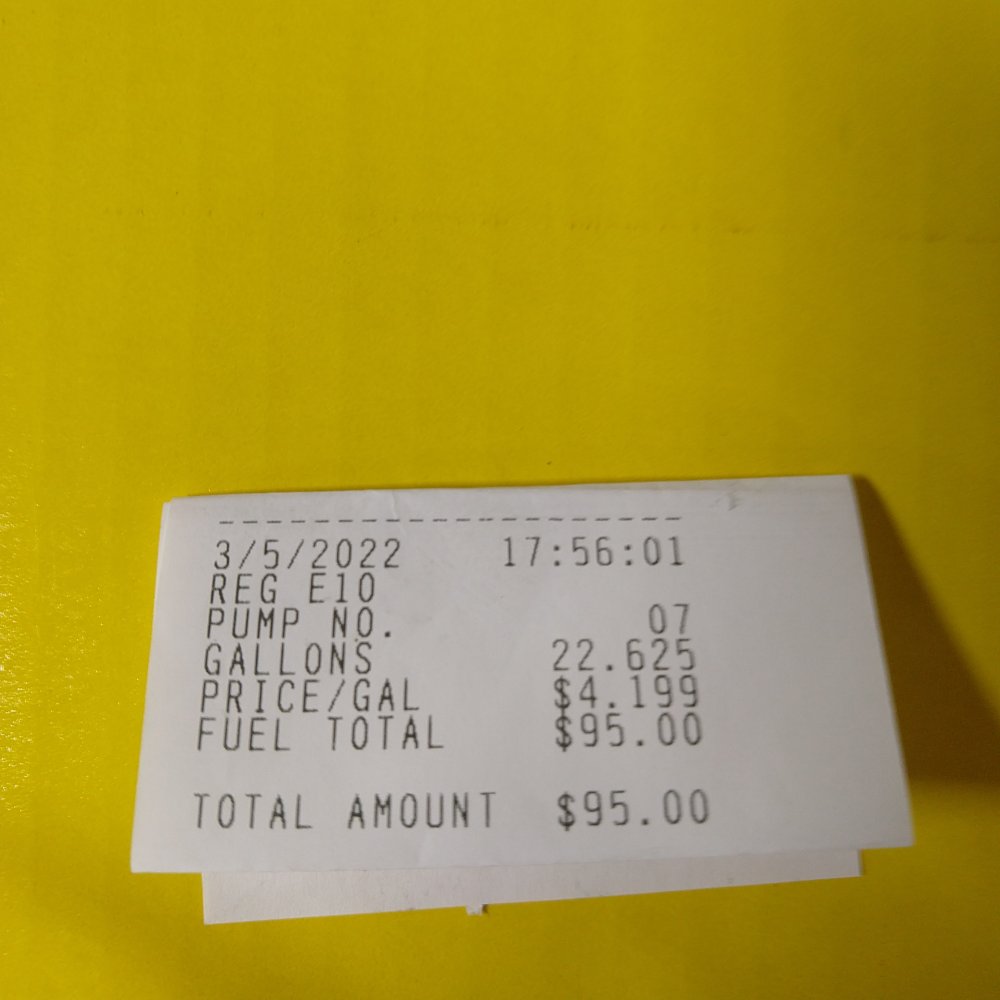 --------------------
3/5/2022 17:56:01
REG E10
PUMP NO. 07
GALLONS 22.625
PRICE/GAL $4.199
FUEL TOTAL $95.00
TOTAL AMOUNT $95.00